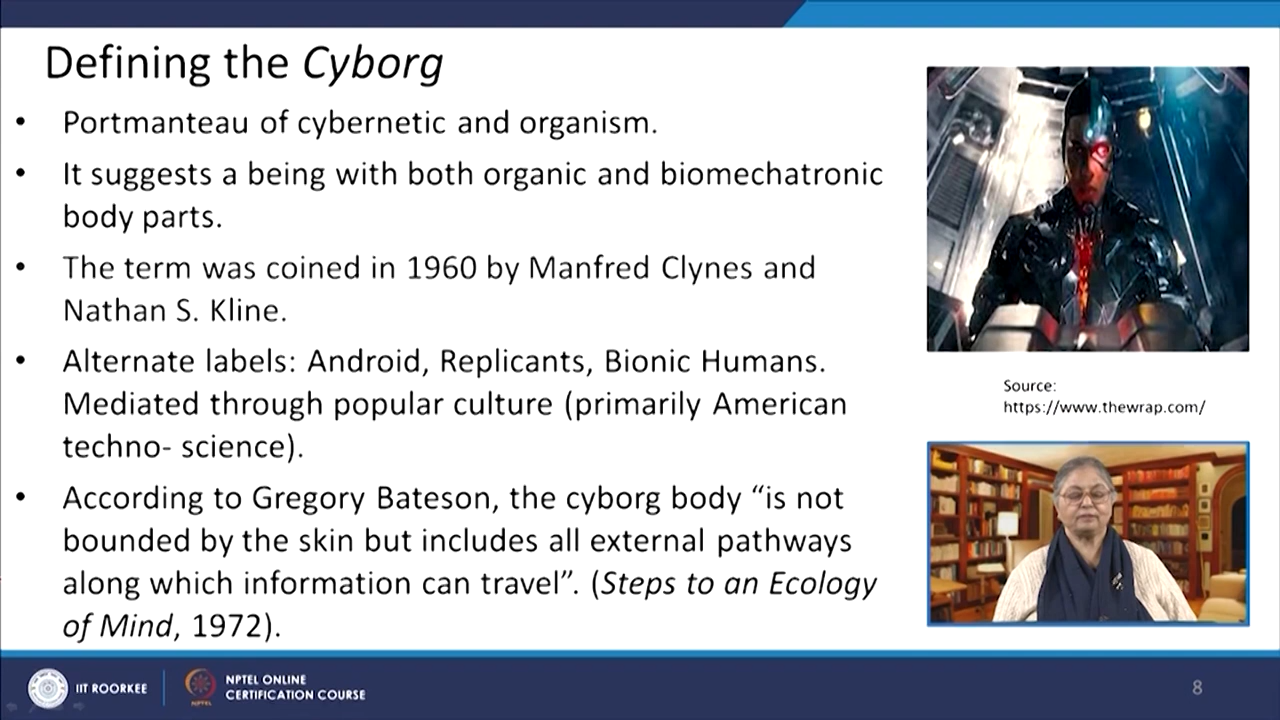 Defining the Cyborg
• Portmanteau of cybernetic and organism.
• It suggests a being with both organic and biomechatronic
body parts.
• The term was coined in 1960 by Manfred Clynes and
Nathan S. Kline.
• Alternate labels: Android, Replicants, Bionic Humans.
Mediated through popular culture (primarily American
techno- science).
• According to Gregory Bateson, the cyborg body “is not
bounded by the skin but includes all external pathways
along which information can travel”. (Steps to an Ecology
of Mind, 1972).
Source:
https://www.thewrap.com/
IIT ROORKEE
NPTEL
NPTEL ONLINE
CERTIFICATION COURSE
8